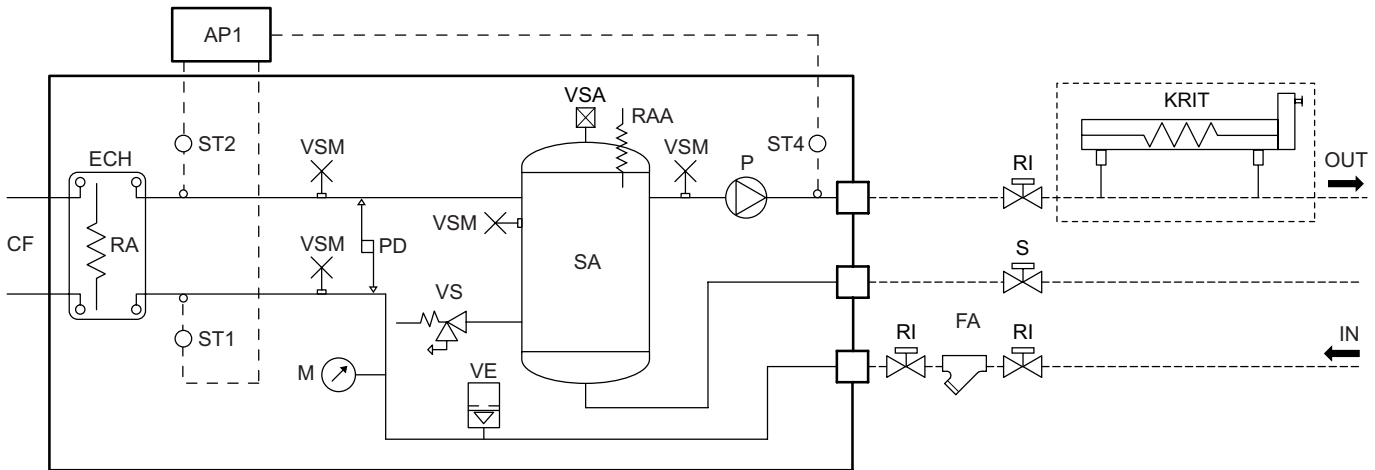 AP1
VSA
RAA
KRIT
ST2
VSM
VSM
ST4
ECH
P
RI
OUT
VSM
CF
RA
VSM
PD
SA
S
VS
ST1
RI
FA
RI
IN
M
VE